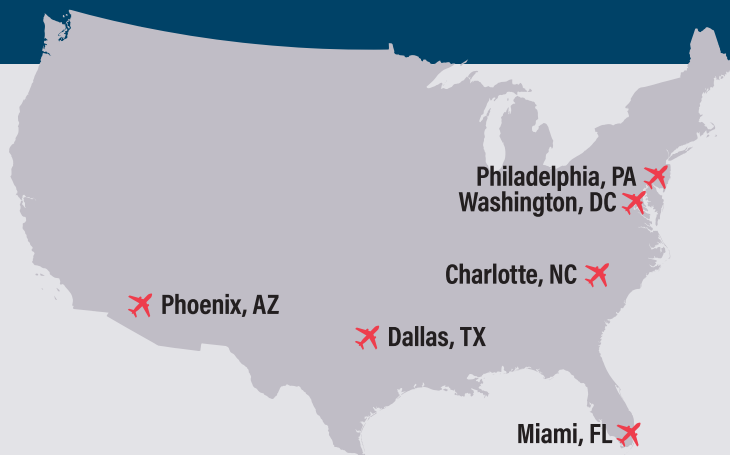 Philadelphia, PA
Washington, DC
Charlotte, NC
Phoenix, AZ
Dallas, TX
Miami, FL